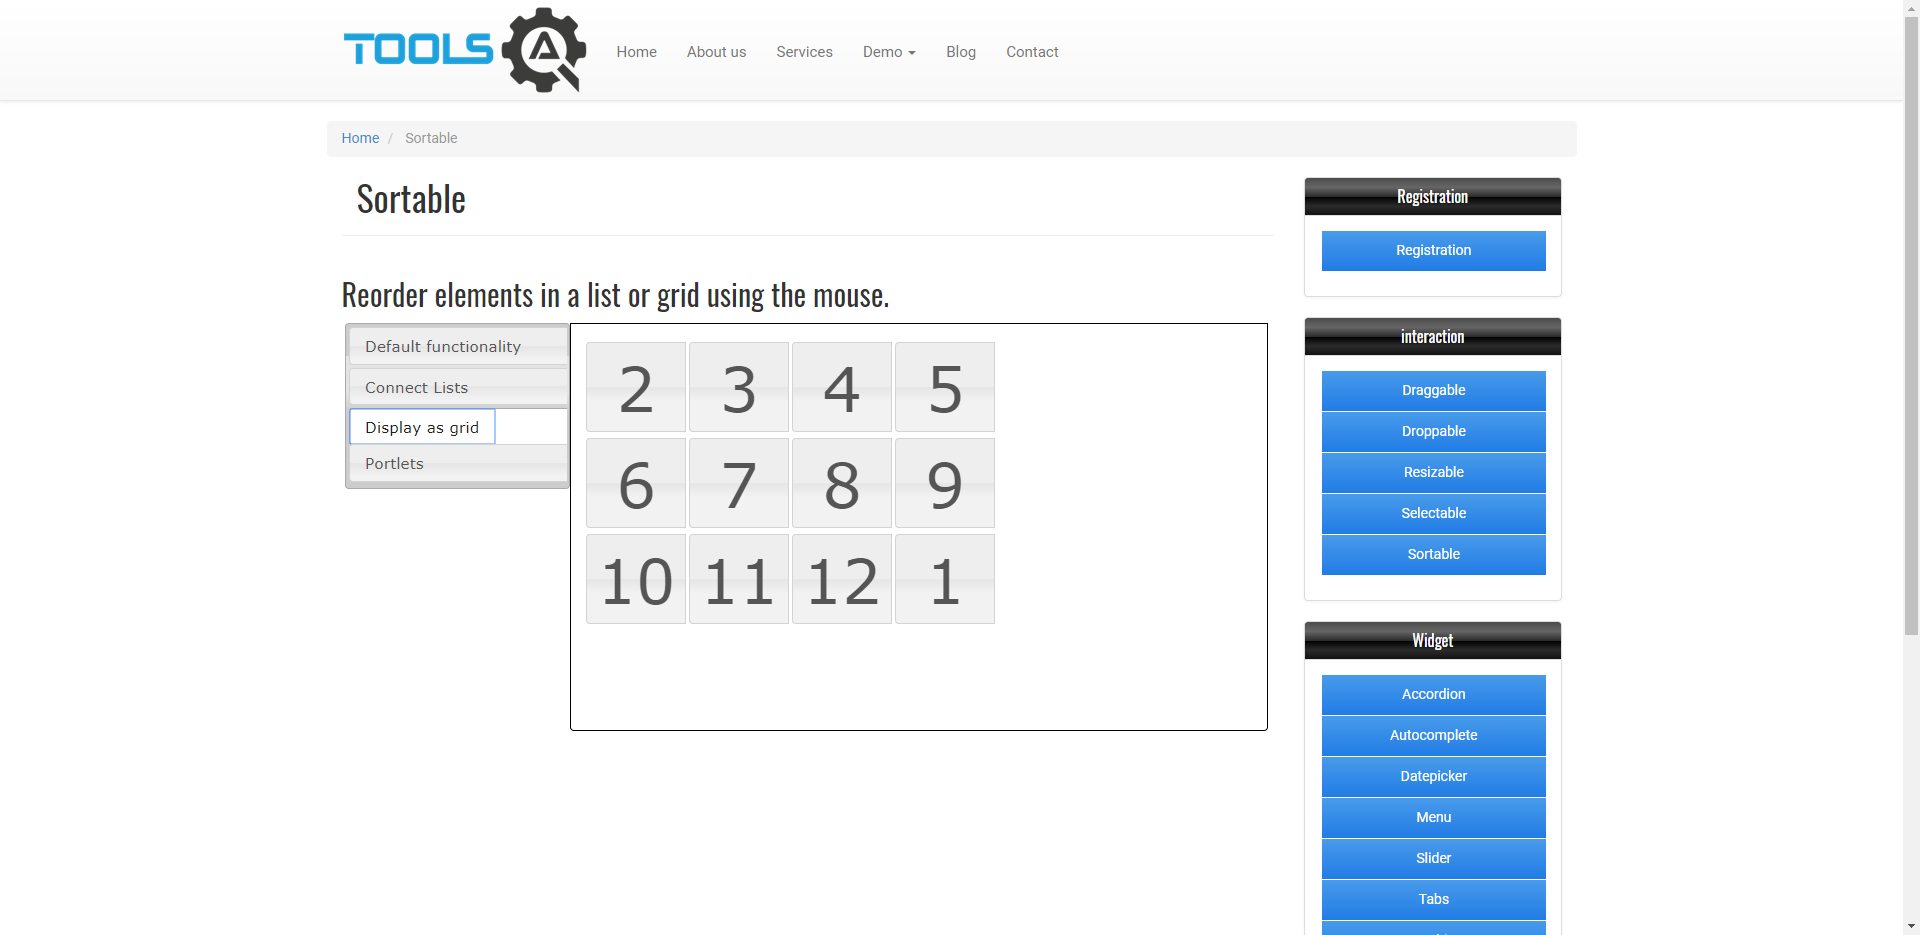 TOOLS QA
Home About us Services Demo Blog Contact
Home / Sortable
Sortable
Reorder elements in a list or grid using the mouse.
Default functionality
Connect Lists
Display as grid
Portlets
2 3 4 5
6 7 8 9
10 11 12 1
Registration
Registration
interaction
Draggable
Droppable
Resizable
Selectable
Sortable
Widget
Accordion
Autocomplete
Datepicker
Menu
Slider
Tabs